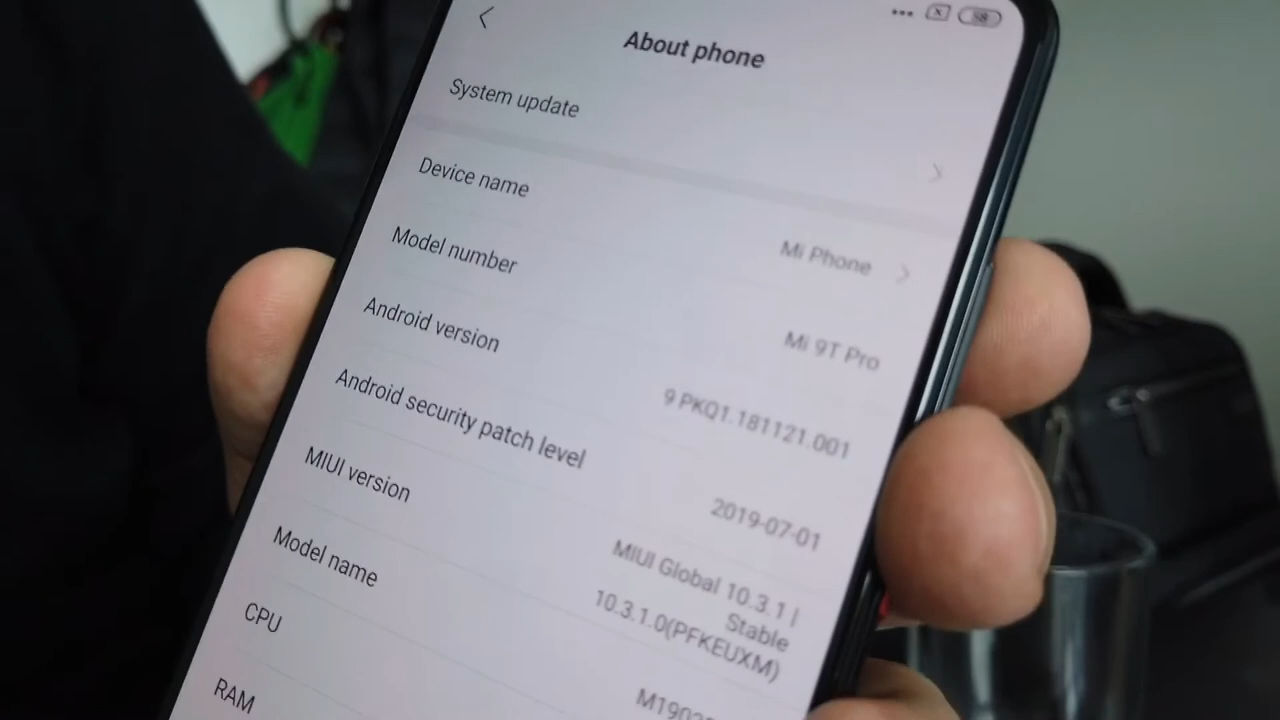 58
About phone
System update
Device name
Mi Phone
Model number
Mi 9T Pro
Android version
9 PKQ1.181121.001
Android security patch level
2019-07-01
MIUI version
MIUI Global 10.3.1 |
Stable
10.3.1.0(PFKEUXM)
Model name
CPU
RAM